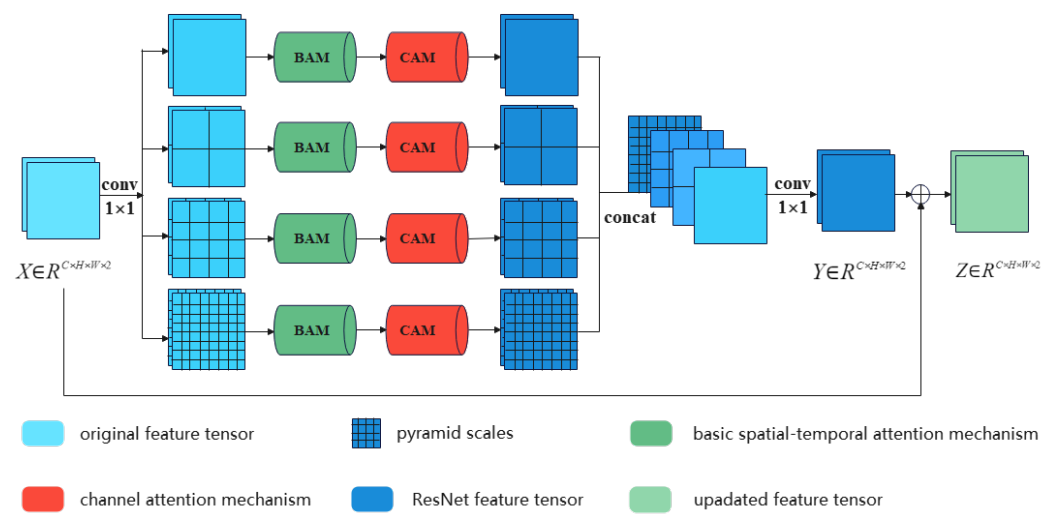 BAM CAM
BAM CAM
conv
1×1
concat
conv
1×1
X∈R^{C×H×W×2}
Y∈R^{C×H×W×2}
Z∈R^{C×H×W×2}
BAM CAM
BAM CAM
original feature tensor
pyramid scales
basic spatial-temporal attention mechanism
channel attention mechanism
ResNet feature tensor
upadated feature tensor